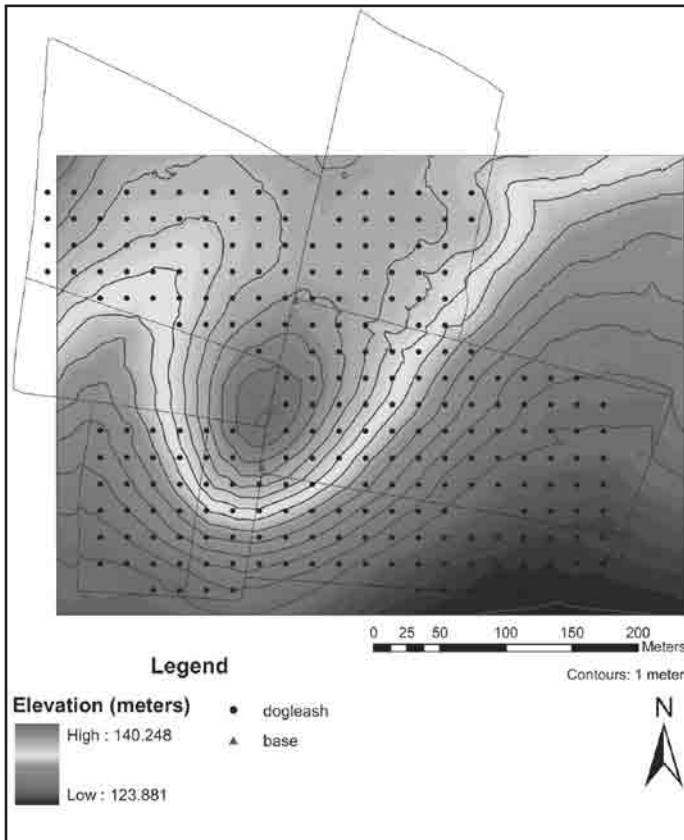 0 25 50 100 150 200
Meters
Contours: 1 meter
Legend
N
Elevation (meters)
High : 140.248
Low : 123.881
dogleash
base